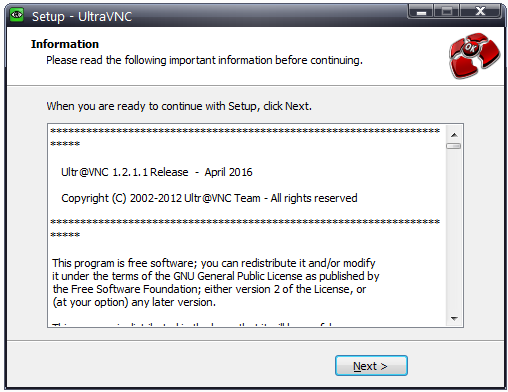 Setup - UltraVNC
Information
Please read the following important information before continuing.
OK
When you are ready to continue with Setup, click Next.
*****************************************************************
*****
Ultr@VNC 1.2.1.1 Release - April 2016
Copyright (C) 2002-2012 Ultr@VNC Team - All rights reserved
*****************************************************************
*****
This program is free software; you can redistribute it and/or modify
it under the terms of the GNU General Public License as published by
the Free Software Foundation; either version 2 of the License, or
(at your option) any later version.
Next >